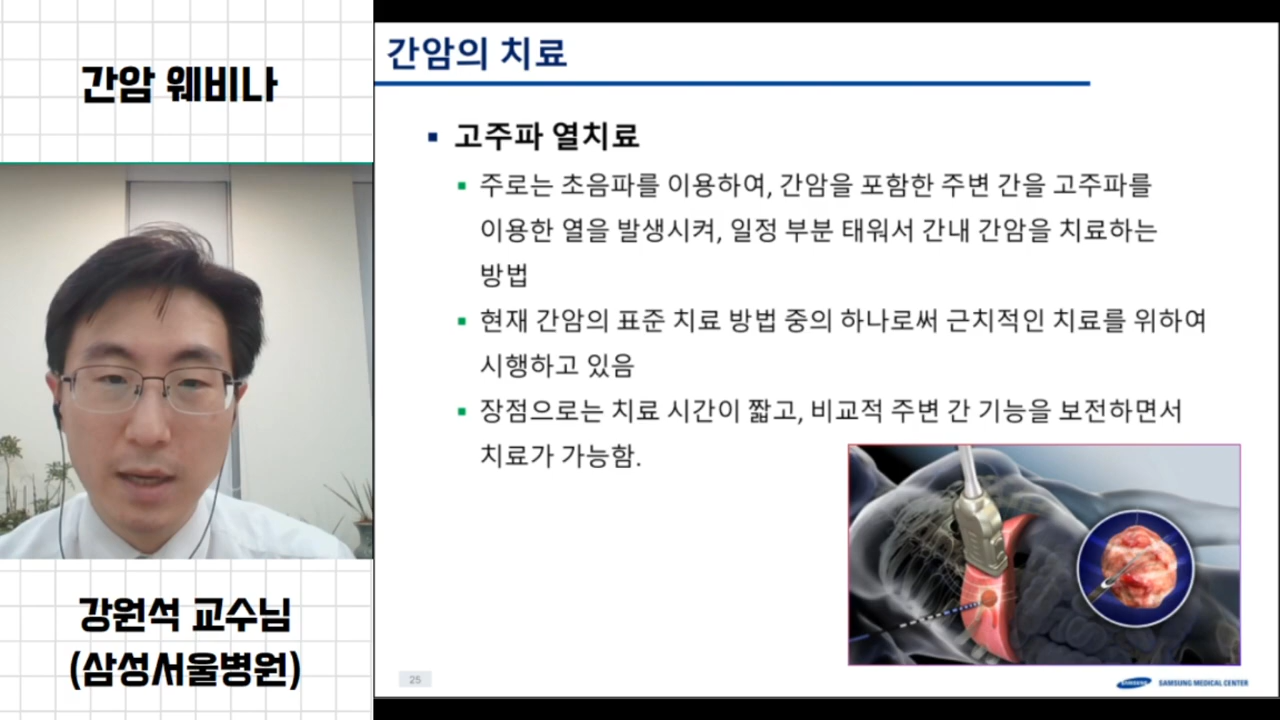 간암 웨비나
강원석 교수님
(삼성서울병원)
간암의 치료
고주파 열치료
주로는 초음파를 이용하여, 간암을 포함한 주변 간을 고주파를
이용한 열을 발생시켜, 일정 부분 태워서 간내 간암을 치료하는
방법
현재 간암의 표준 치료 방법 중의 하나로써 근치적인 치료를 위하여
시행하고 있음
장점으로는 치료 시간이 짧고, 비교적 주변 간 기능을 보전하면서
치료가 가능함.
25
SAMSUNG SAMSUNG MEDICAL CENTER